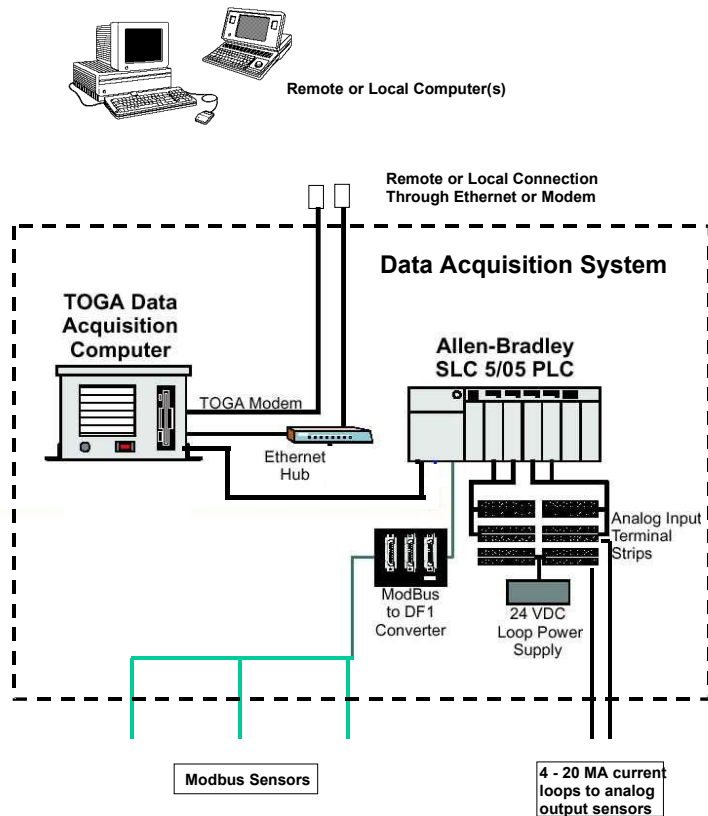 Remote or Local Computer(s)
Remote or Local Connection
Through Ethernet or Modem
Data Acquisition System
TOGA Data
Acquisition
Computer
Allen-Bradley
SLC 5/05 PLC
TOGA Modem
Ethernet
Hub
Analog Input
Terminal
Strips
ModBus
to DF1
Converter
24 VDC
Loop Power
Supply
Modbus Sensors
4 - 20 MA current
loops to analog
output sensors